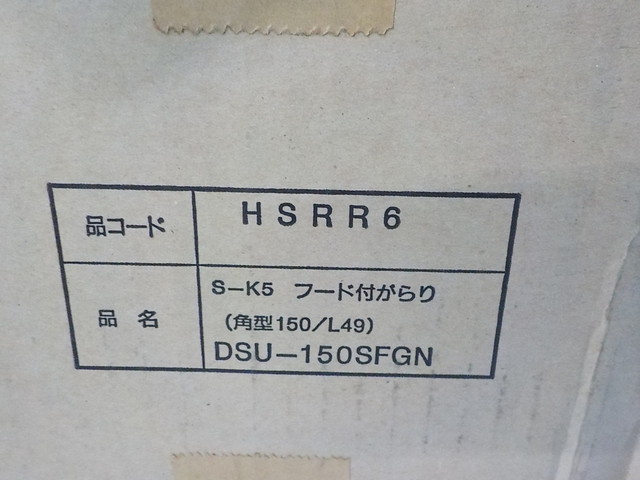 品コード HSRR6
品名 S-K5 フード付がらり
(角型150/L49)
DSU-150SFGN